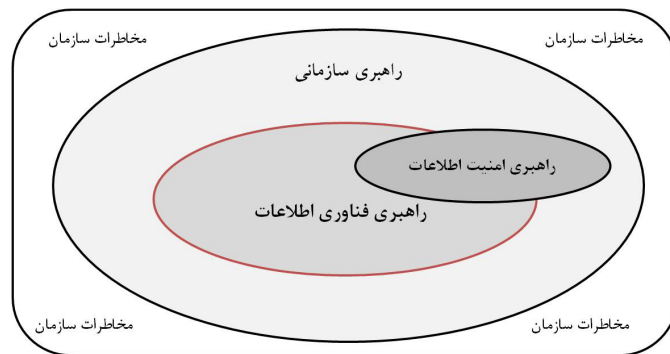 مخاطرات سازمان
مخاطرات سازمان
راهبری سازمانی
راهبری امنیت اطلاعات
راهبری فناوری اطلاعات
مخاطرات سازمان
مخاطرات سازمان